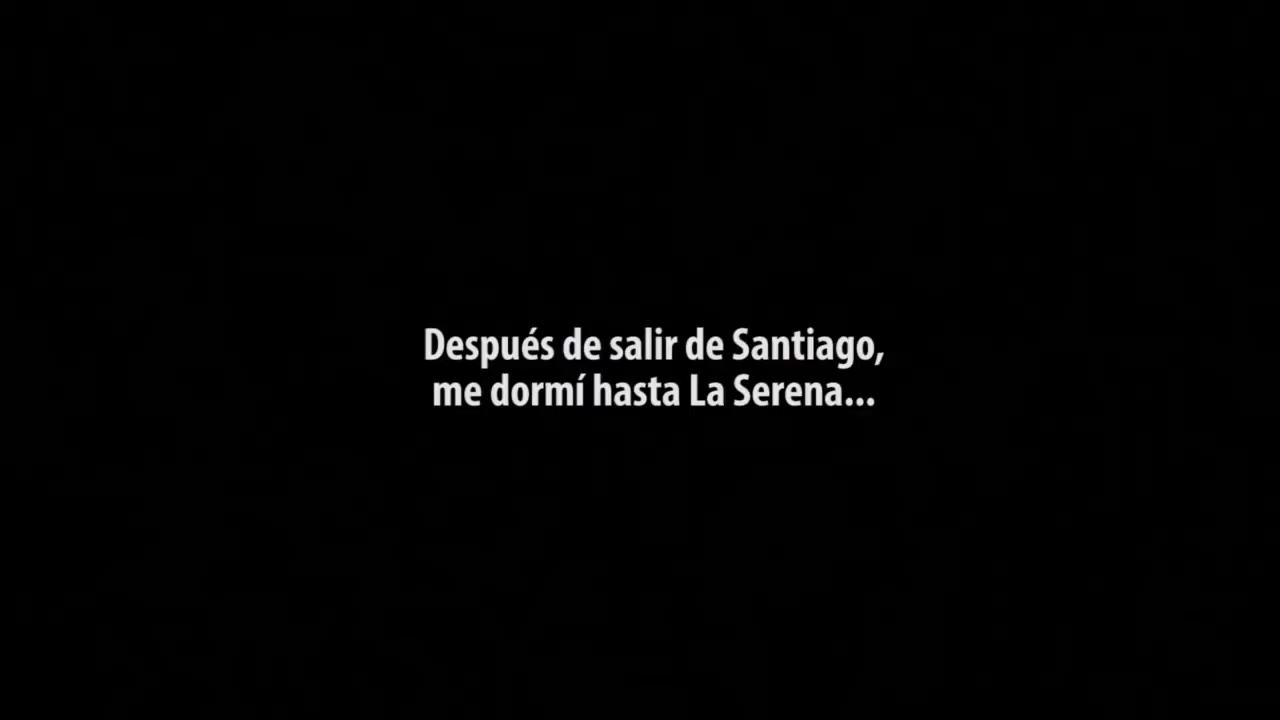 Después de salir de Santiago,
me dormí hasta La Serena...